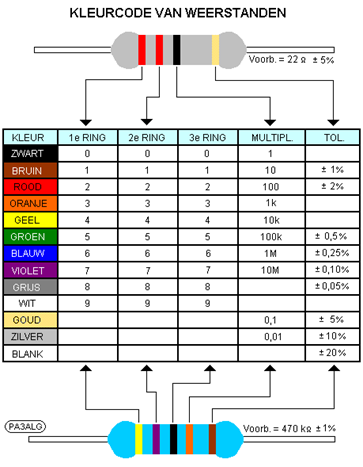 KLEURCODE VAN WEERSTANDEN
Voorb. = 22 Ω ± 5%
KLEUR 1e RING 2e RING 3e RING MULTIPL. TOL.
ZWART 0 0 0 1
BRUIN 1 1 1 10 ± 1%
ROOD 2 2 2 100 ± 2%
ORANJE 3 3 3 1k
GEEL 4 4 4 10k
GROEN 5 5 5 100k ± 0,5%
BLAUW 6 6 6 1M ± 0,25%
VIOLET 7 7 7 10M ± 0,10%
GRIJS 8 8 8 ± 0,05%
WIT 9 9 9
GOUD 0,1 ± 5%
ZILVER 0,01 ± 10%
BLANK ± 20%
PA3ALG
Voorb. = 470 kΩ ± 1%